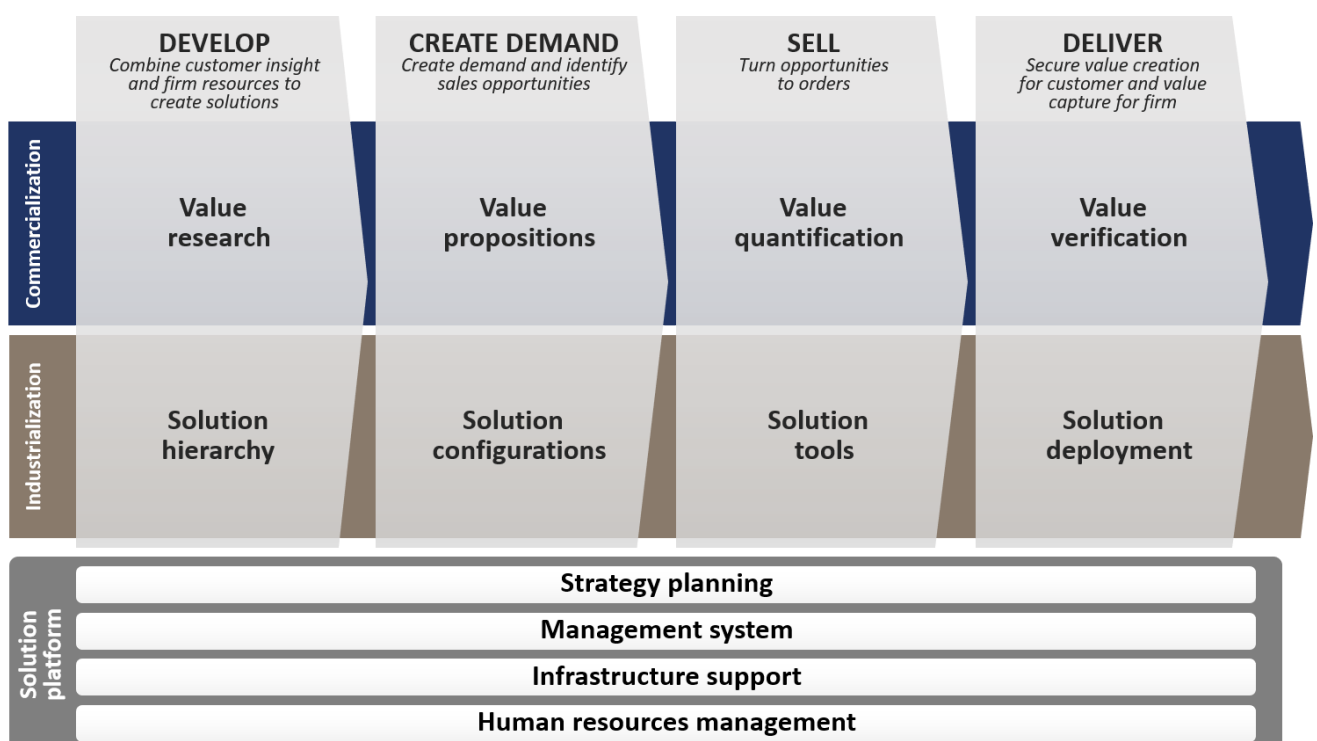 DEVELOP
Combine customer insight
and firm resources to
create solutions
CREATE DEMAND
Create demand and identify
sales opportunities
SELL
Turn opportunities
to orders
DELIVER
Secure value creation
for customer and value
capture for firm
Commercialization
Value
research
Value
propositions
Value
quantification
Value
verification
Industrialization
Solution
hierarchy
Solution
configurations
Solution
tools
Solution
deployment
Solution
platform
Strategy planning
Management system
Infrastructure support
Human resources management